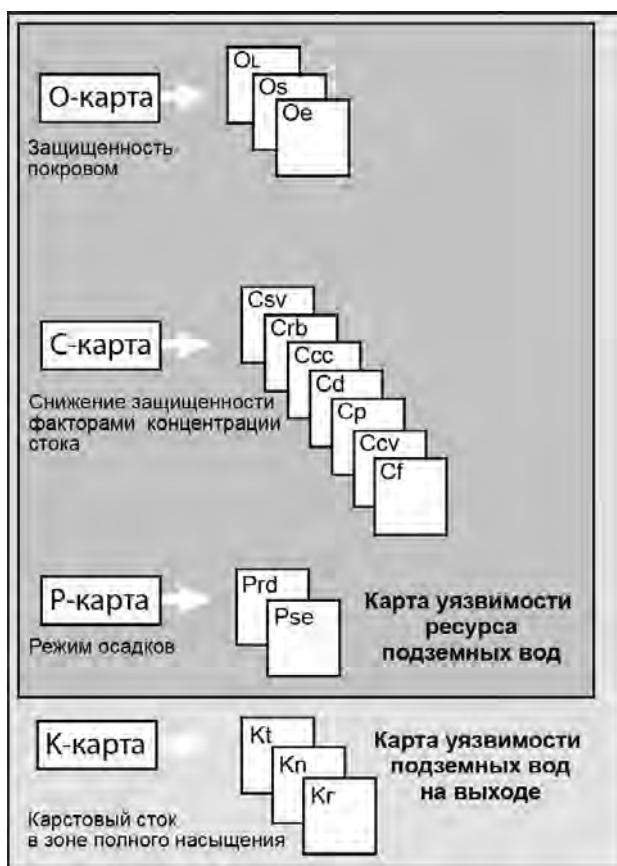 О-карта
OL
Os
Oe
Защищенность
покровом
С-карта
Csv
Crb
Ccc
Cd
Cp
Ccv
Cf
Снижение защищенности
факторами концентрации
стока
Р-карта
Prd
Pse
Режим осадков
Карта уязвимости
ресурса
подземных вод
К-карта
Kt
Kn
Kr
Карстовый сток
в зоне полного насыщения
Карта уязвимости
подземных вод
на выходе